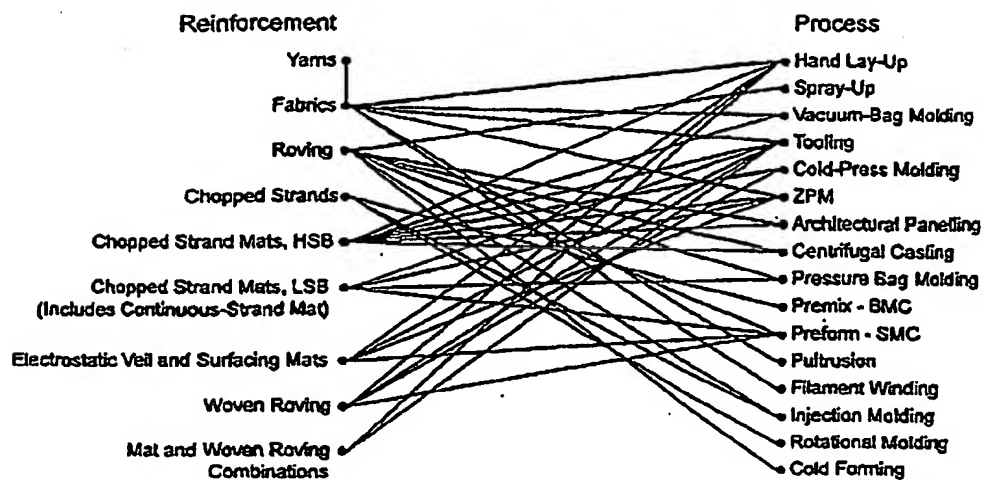 Reinforcement
Yarns
Fabrics
Roving
Chopped Strands
Chopped Strand Mats, HSB
Chopped Strand Mats, LSB
(Includes Continuous-Strand Mat)
Electrostatic Veil and Surfacing Mats
Woven Roving
Mat and Woven Roving
Combinations
Process
Hand Lay-Up
Spray-Up
Vacuum-Bag Molding
Tooling
Cold-Press Molding
ZPM
Architectural Panelling
Centrifugal Casting
Pressure Bag Molding
Premix - BMC
Preform - SMC
Pultrusion
Filament Winding
Injection Molding
Rotational Molding
Cold Forming